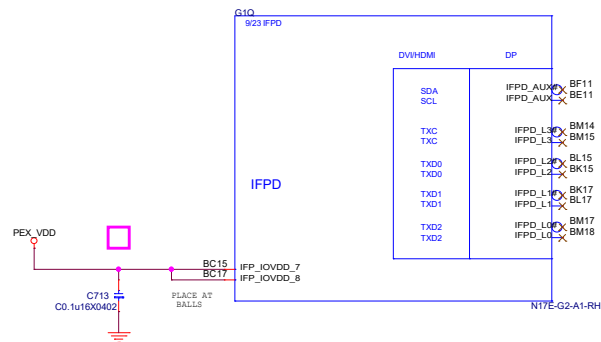 G1Q
9/23 IFPD
DVI/HDMI DP
SDA IFPD_AUX# BF11
SCL IFPD_AUX BE11
TXC IFPD_L3# BM14
TXC IFPD_L3 BM15
TXD0 IFPD_L2# BL15
TXD0 IFPD_L2 BK15
IFPD
TXD1 IFPD_L1# BK17
TXD1 IFPD_L1 BL17
TXD2 IFPD_L0# BM17
TXD2 IFPD_L0 BM18
PEX_VDD
BC15 IFP_IOVDD_7
BC17 IFP_IOVDD_8
C713
C0.1u16X0402
PLACE AT
BALLS
N17E-G2-A1-RH